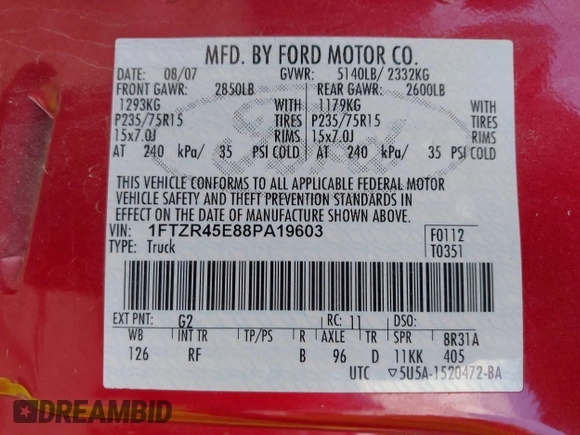 MFD. BY FORD MOTOR CO.
DATE: 08/07 GVWR: 5140LB/ 2332KG
FRONT GAWR: 2850LB REAR GAWR: 2600LB
1293KG WITH 1179KG WITH
P235/75R15 TIRES P235/75R15 TIRES
15x7.0J RIMS 15x7.0J RIMS
AT 240 kPa/ 35 PSI COLD AT 240 kPa/ 35 PSI COLD
THIS VEHICLE CONFORMS TO ALL APPLICABLE FEDERAL MOTOR
VEHICLE SAFETY AND THEFT PREVENTION STANDARDS IN
EFFECT ON THE DATE OF MANUFACTURE SHOWN ABOVE.
VIN: 1FTZR45E88PA19603
TYPE: Truck
F0112
T0351
EXT PNT: G2 RC: 11 DSO:
WB INT TR TP/PS R AXLE TR 8R31A
126 RF B 96 D 11KK 405
UTC ▽5U5A-1520472-BA
DREAMBID